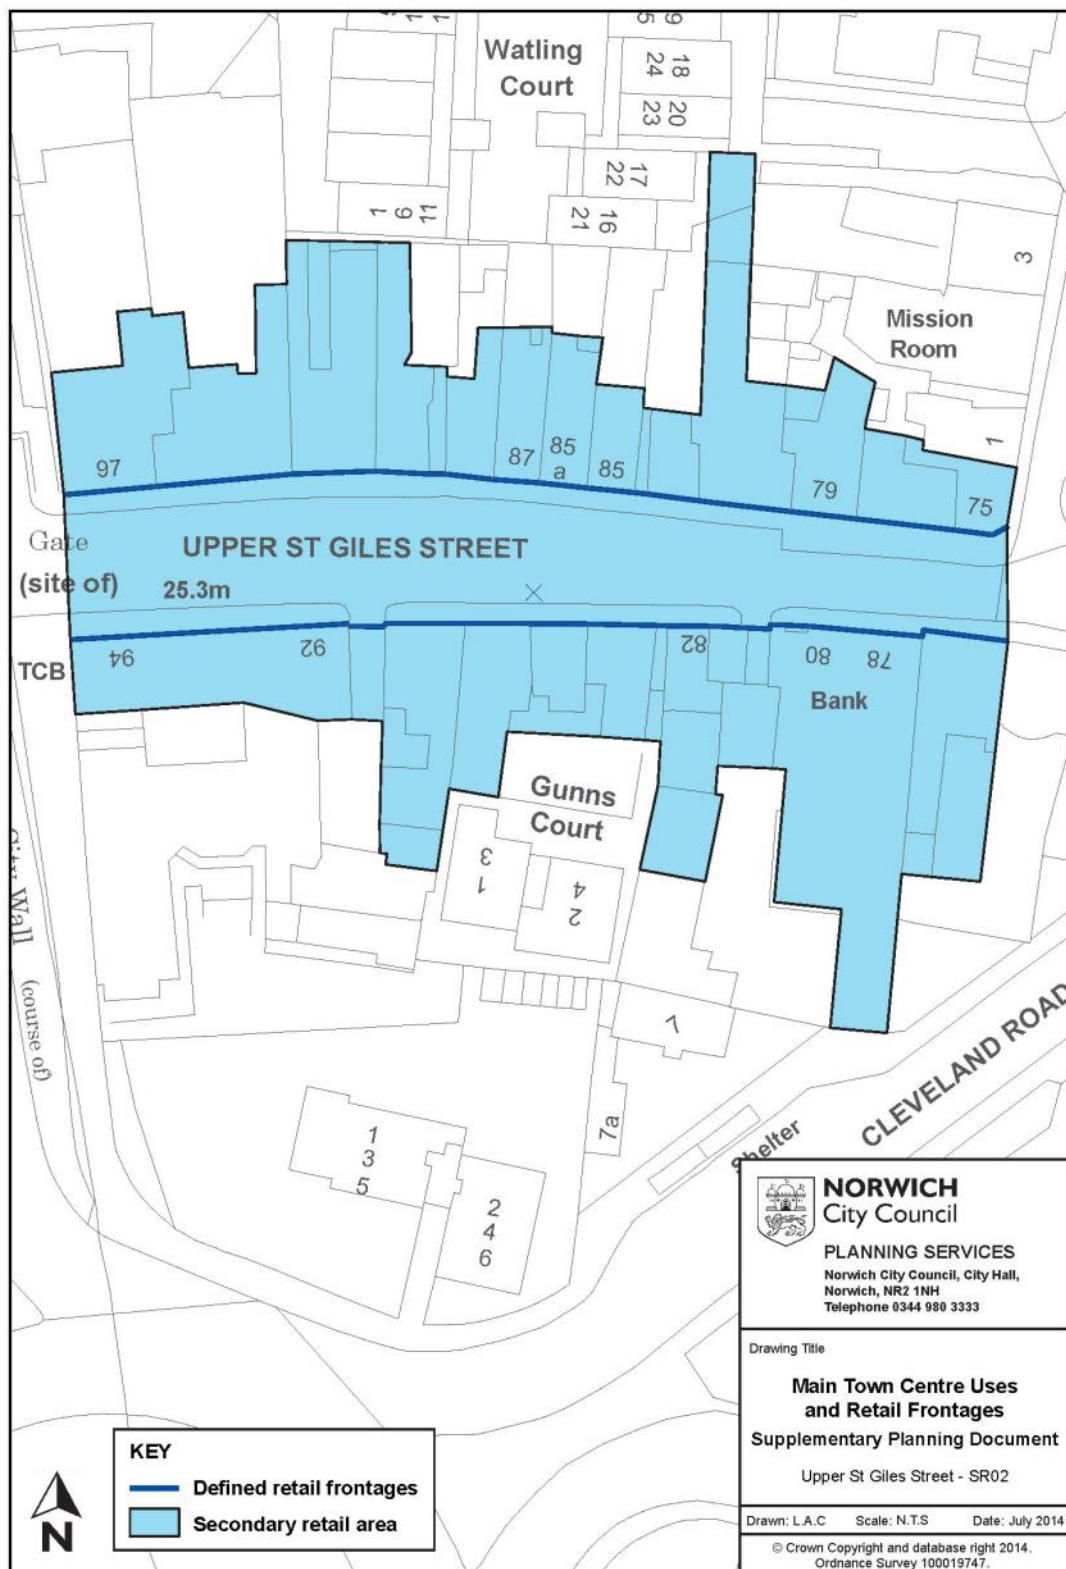 Watling
Court
18
24
20
23
17
22
16
21
1 9 11
3
Mission
Room
1
97
87
85
a
85
79
75
Gate
(site of)
UPPER ST GILES STREET
25.3m
TCB
94
92
82
80
78
Bank
Gunns
Court
3
1
4
2
City Wall
(course of)
7
7a
CLEVELAND ROAD
Shelter
1
3
5
2
4
6
NORWICH
City Council
PLANNING SERVICES
Norwich City Council, City Hall,
Norwich, NR2 1NH
Telephone 0344 980 3333
Drawing Title
Main Town Centre Uses
and Retail Frontages
Supplementary Planning Document
Upper St Giles Street - SR02
Drawn: L.A.C Scale: N.T.S Date: July 2014
© Crown Copyright and database right 2014.
Ordnance Survey 100019747.
KEY
Defined retail frontages
Secondary retail area
N